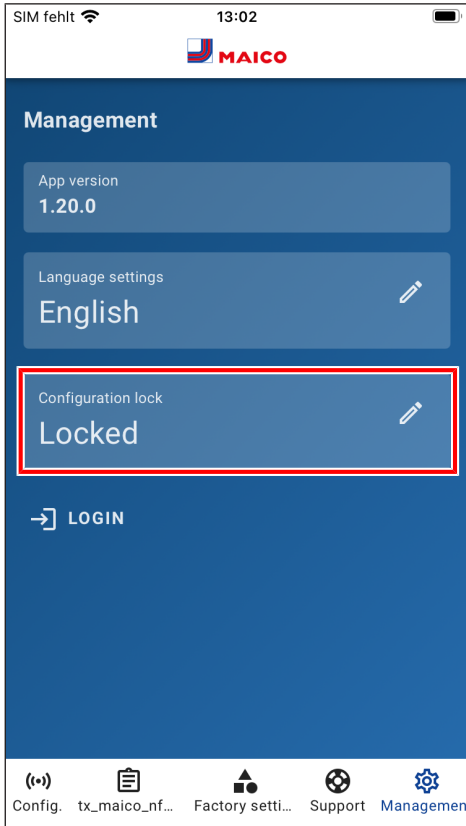 SIM fehlt 13:02
MAICO
Management
App version
1.20.0
Language settings
English
Configuration lock
Locked
LOGIN
Config. tx_maico_nf... Factory setti... Support Managemen